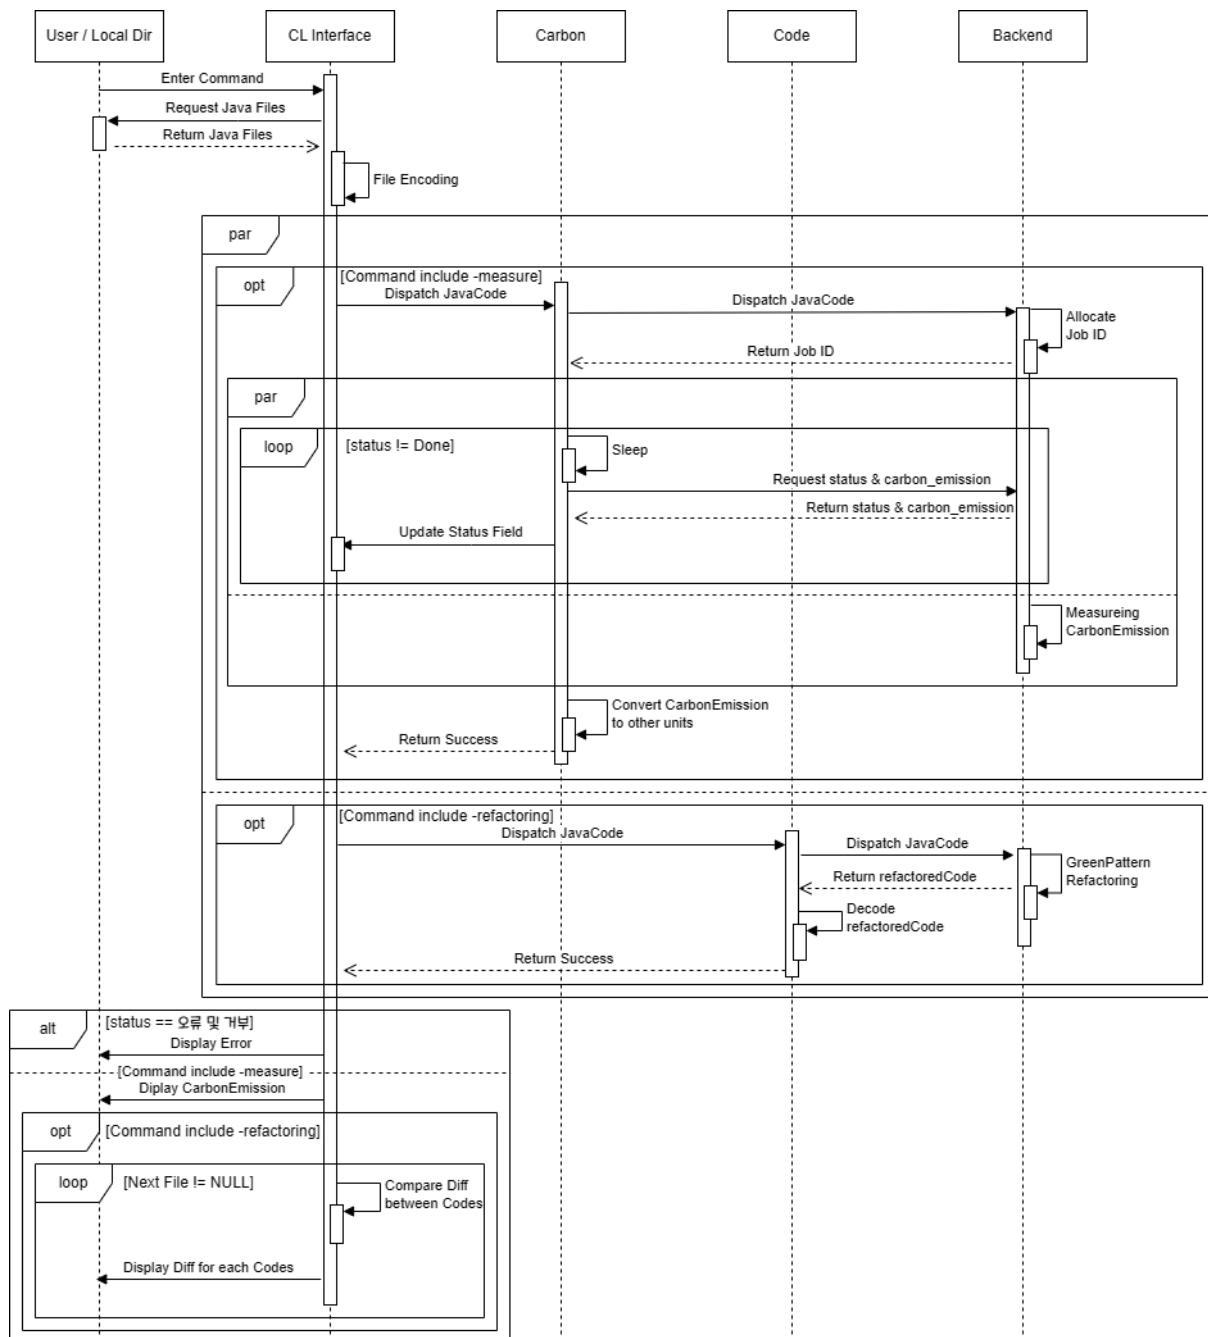 User / Local Dir
CL Interface
Carbon
Code
Backend
Enter Command
Request Java Files
Return Java Files
File Encoding
par
opt
[Command include -measure]
Dispatch JavaCode
Dispatch JavaCode
Allocate
Job ID
Return Job ID
par
loop
[status != Done]
Sleep
Request status & carbon_emission
Return status & carbon_emission
Update Status Field
Measureing
CarbonEmission
Convert CarbonEmission
to other units
Return Success
opt
[Command include -refactoring]
Dispatch JavaCode
Dispatch JavaCode
GreenPattern
Refactoring
Return refactoredCode
Decode
refactoredCode
Return Success
alt
[status == 오류 및 거부]
Display Error
[Command include -measure]
Diplay CarbonEmission
opt
[Command include -refactoring]
loop
[Next File != NULL]
Compare Diff
between Codes
Display Diff for each Codes